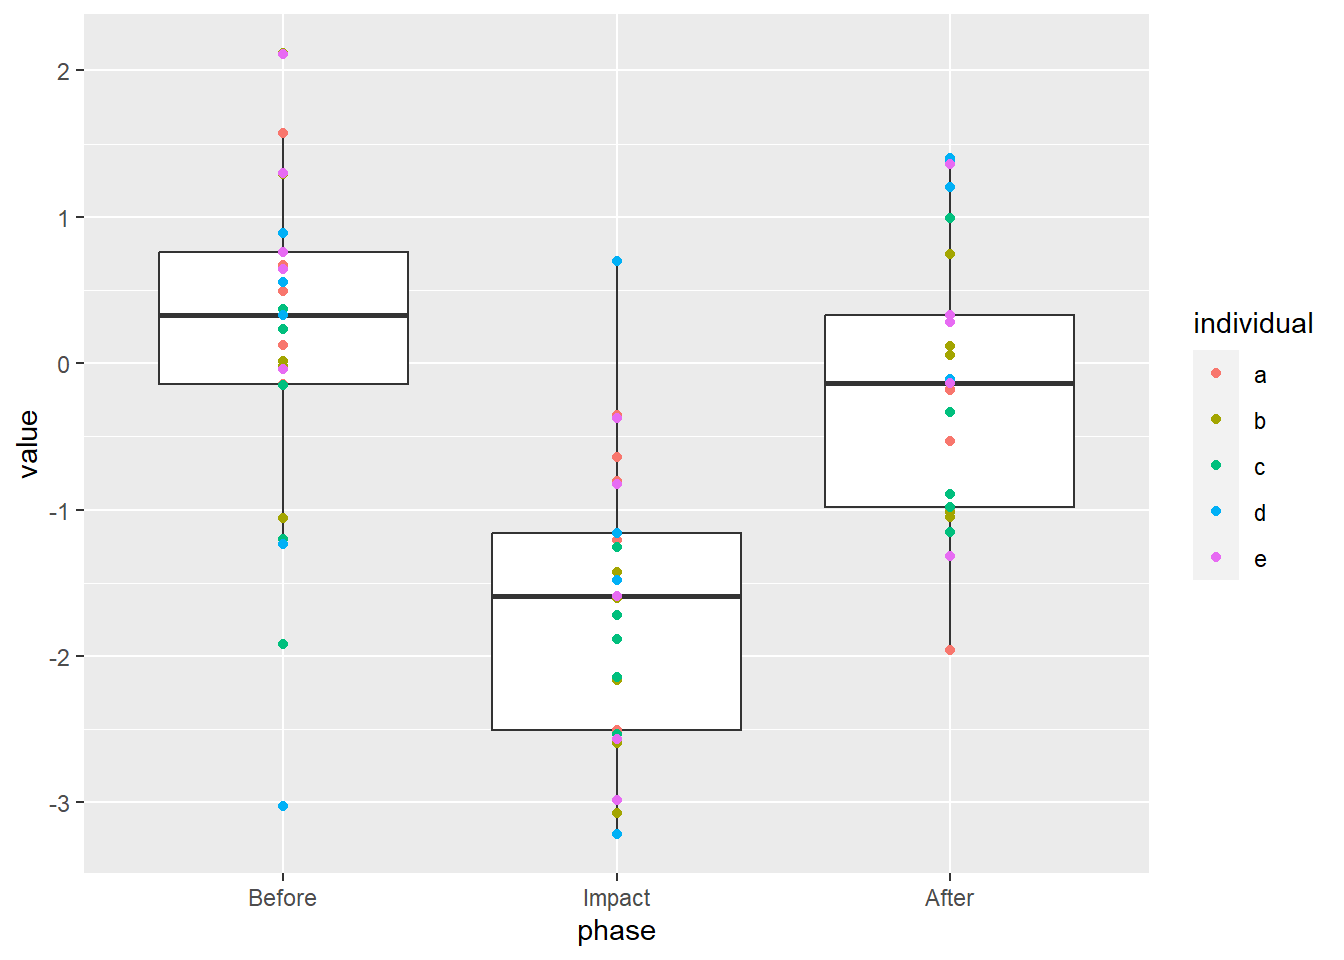 2
1
0
-1
-2
-3
value
Before
Impact
After
phase
individual
a
b
c
d
e